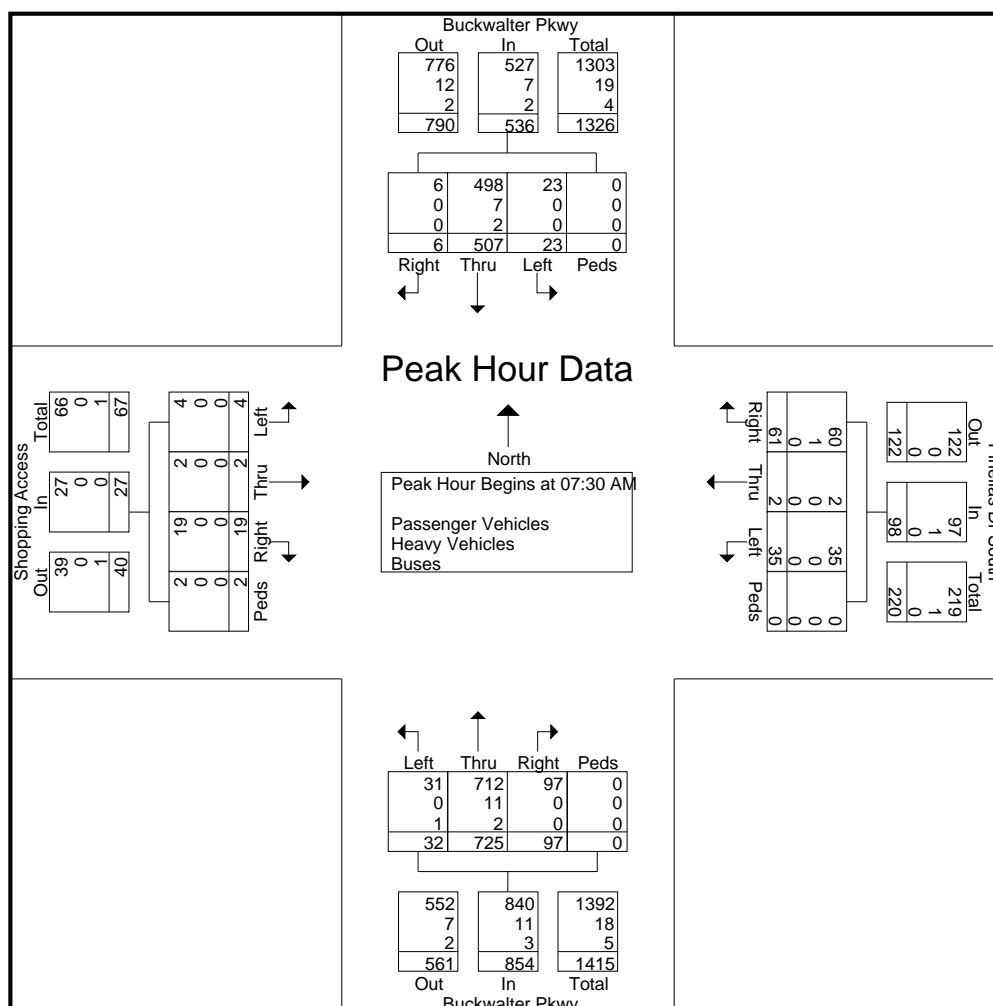 Buckwalter Pkwy
Out In Total
776 527 1303
12 7 19
2 2 4
790 536 1326
6 498 23 0
0 7 0 0
0 2 0 0
6 507 23 0
Right Thru Left Peds
Shopping Access
Out In Total
39 27 66
0 0 0
1 0 1
40 27 67
2 19 2 4
0 0 0 0
0 0 0 0
2 19 2 4
Peds Right Thru Left
Peak Hour Data
North
Peak Hour Begins at 07:30 AM
Passenger Vehicles
Heavy Vehicles
Buses
Out In Total
122 97 219
0 1 1
0 0 0
122 98 220
60 2 35 0
1 0 0 0
0 0 0 0
61 2 35 0
Right Thru Left Peds
Left Thru Right Peds
31 712 97 0
0 11 0 0
1 2 0 0
32 725 97 0
552 840 1392
7 11 18
2 3 5
561 854 1415
Out In Total
Buckwalter Pkwy